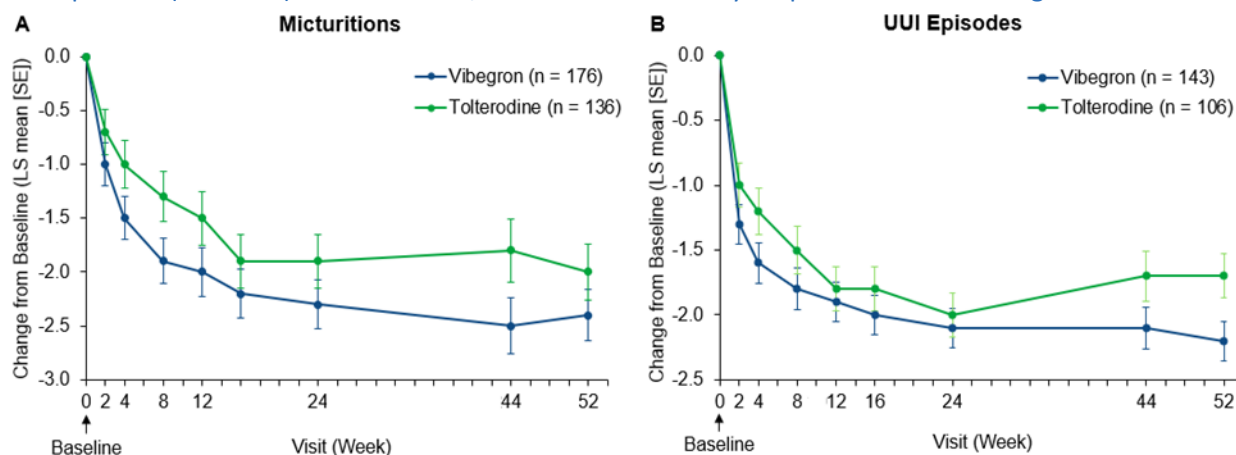 A
Micturitions
Change from Baseline (LS mean [SE])
0.0
-0.5
-1.0
-1.5
-2.0
-2.5
-3.0
Vibegron (n = 176)
Tolterodine (n = 136)
0 2 4 8 12 24 44 52
Baseline
Visit (Week)
B
UUI Episodes
Change from Baseline (LS mean [SE])
0.0
-0.5
-1.0
-1.5
-2.0
-2.5
Vibegron (n = 143)
Tolterodine (n = 106)
0 2 4 8 12 16 24 44 52
Baseline
Visit (Week)